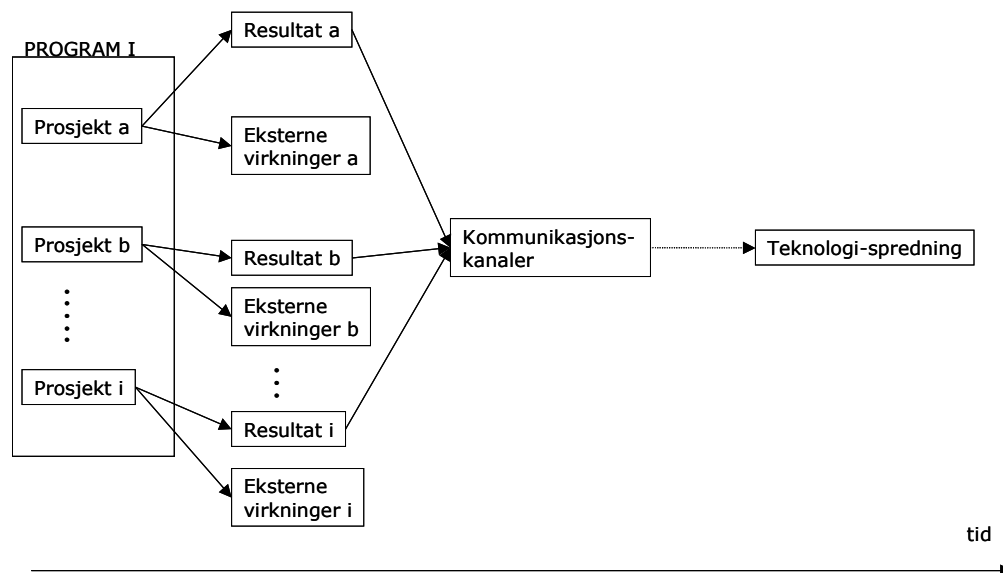 Resultat a
PROGRAM I
Prosjekt a
Eksterne
virkninger a
Prosjekt b
Resultat b
Kommunikasjons-
kanaler
Teknologi-spredning
Eksterne
virkninger b
Prosjekt i
Resultat i
Eksterne
virkninger i
tid